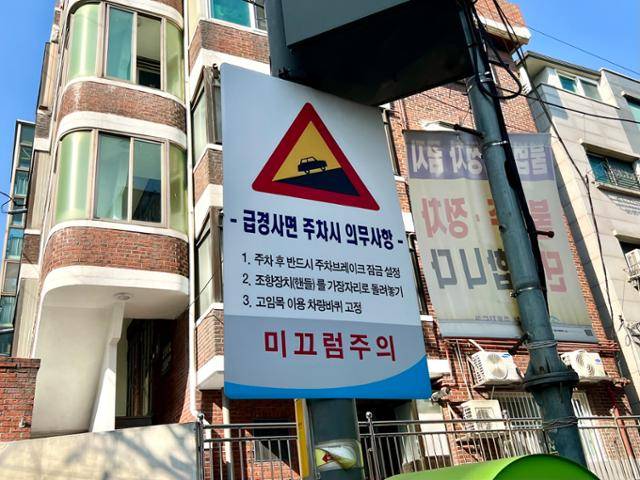 - 급경사면 주차시 의무사항 -
1. 주차 후 반드시 주차브레이크 잠금 설정
2. 조향장치(핸들)를 가장자리로 돌려놓기
3. 고임목 이용 차량바퀴 고정
미끄럼주의